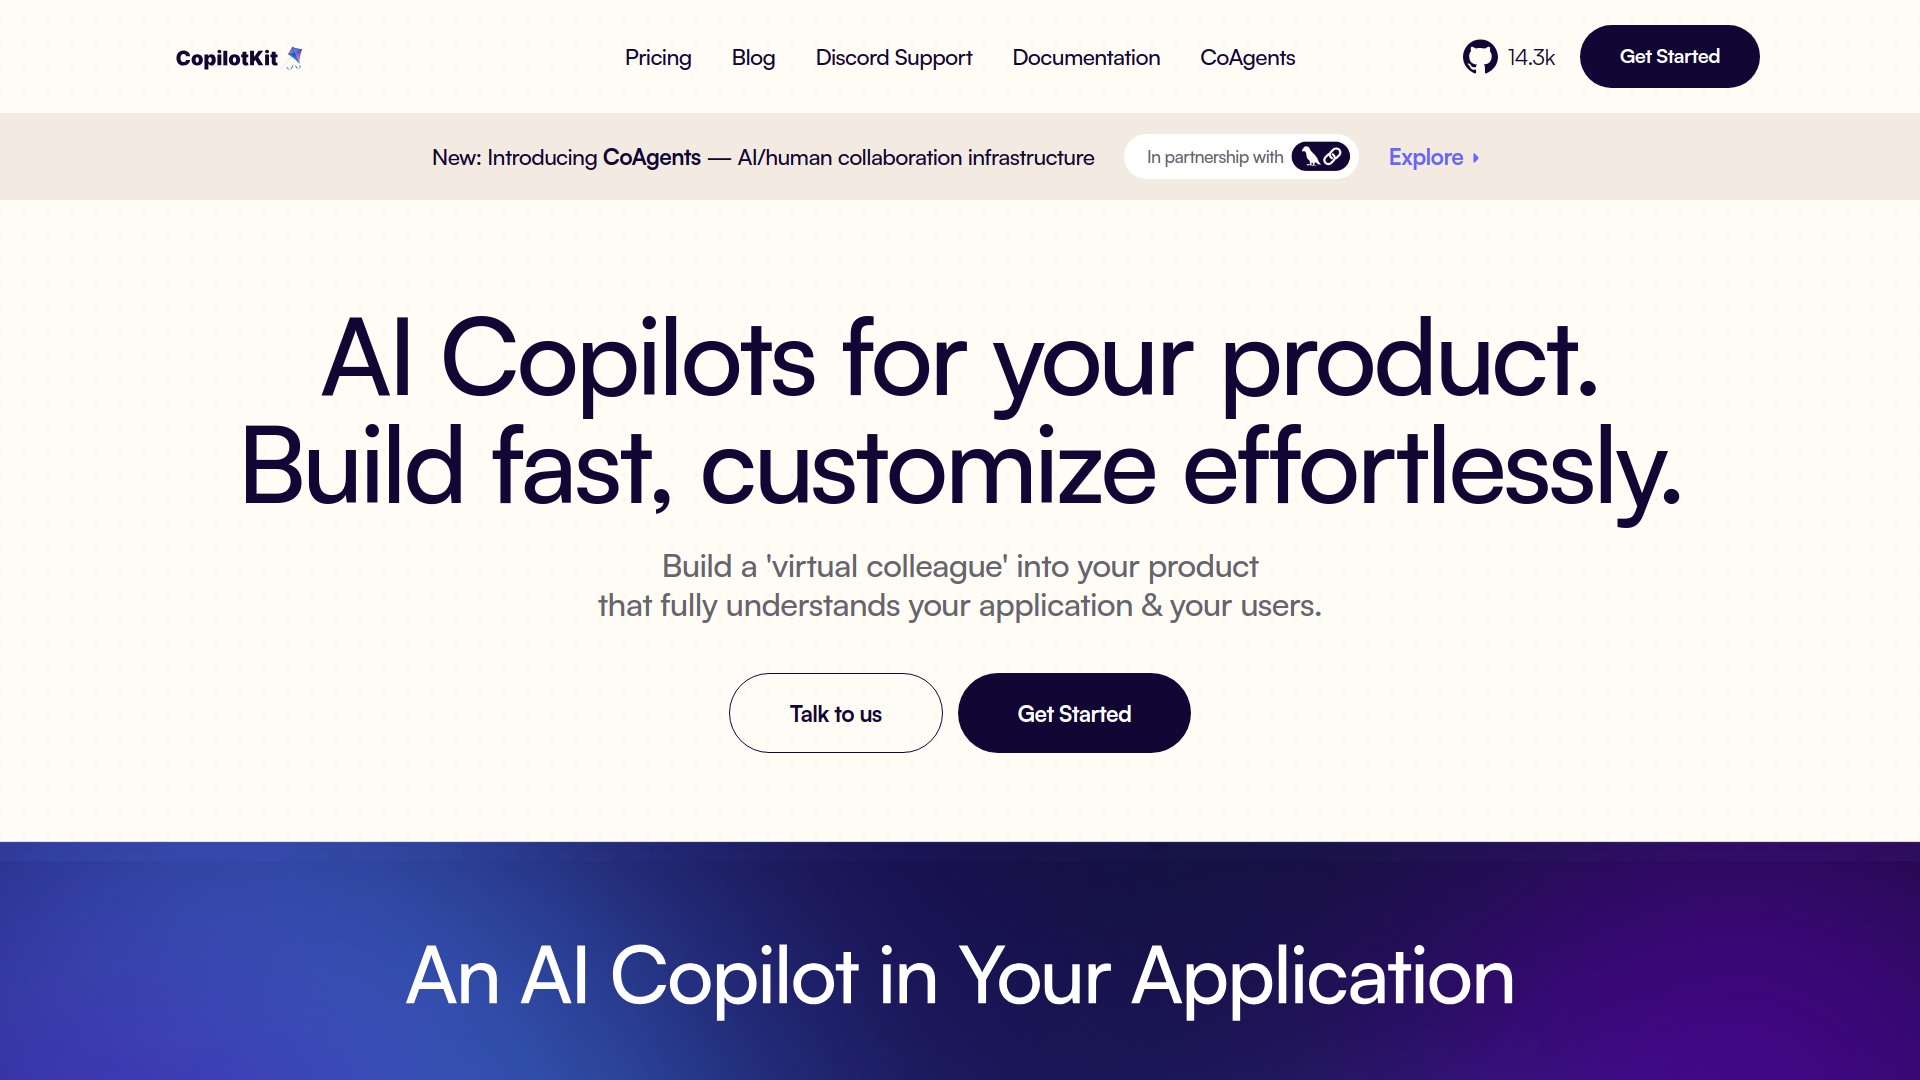 CopilotKit
Pricing
Blog
Discord Support
Documentation
CoAgents
14.3k
Get Started
New: Introducing CoAgents — AI/human collaboration infrastructure
In partnership with
Explore
AI Copilots for your product.
Build fast, customize effortlessly.
Build a 'virtual colleague' into your product
that fully understands your application & your users.
Talk to us
Get Started
An AI Copilot in Your Application